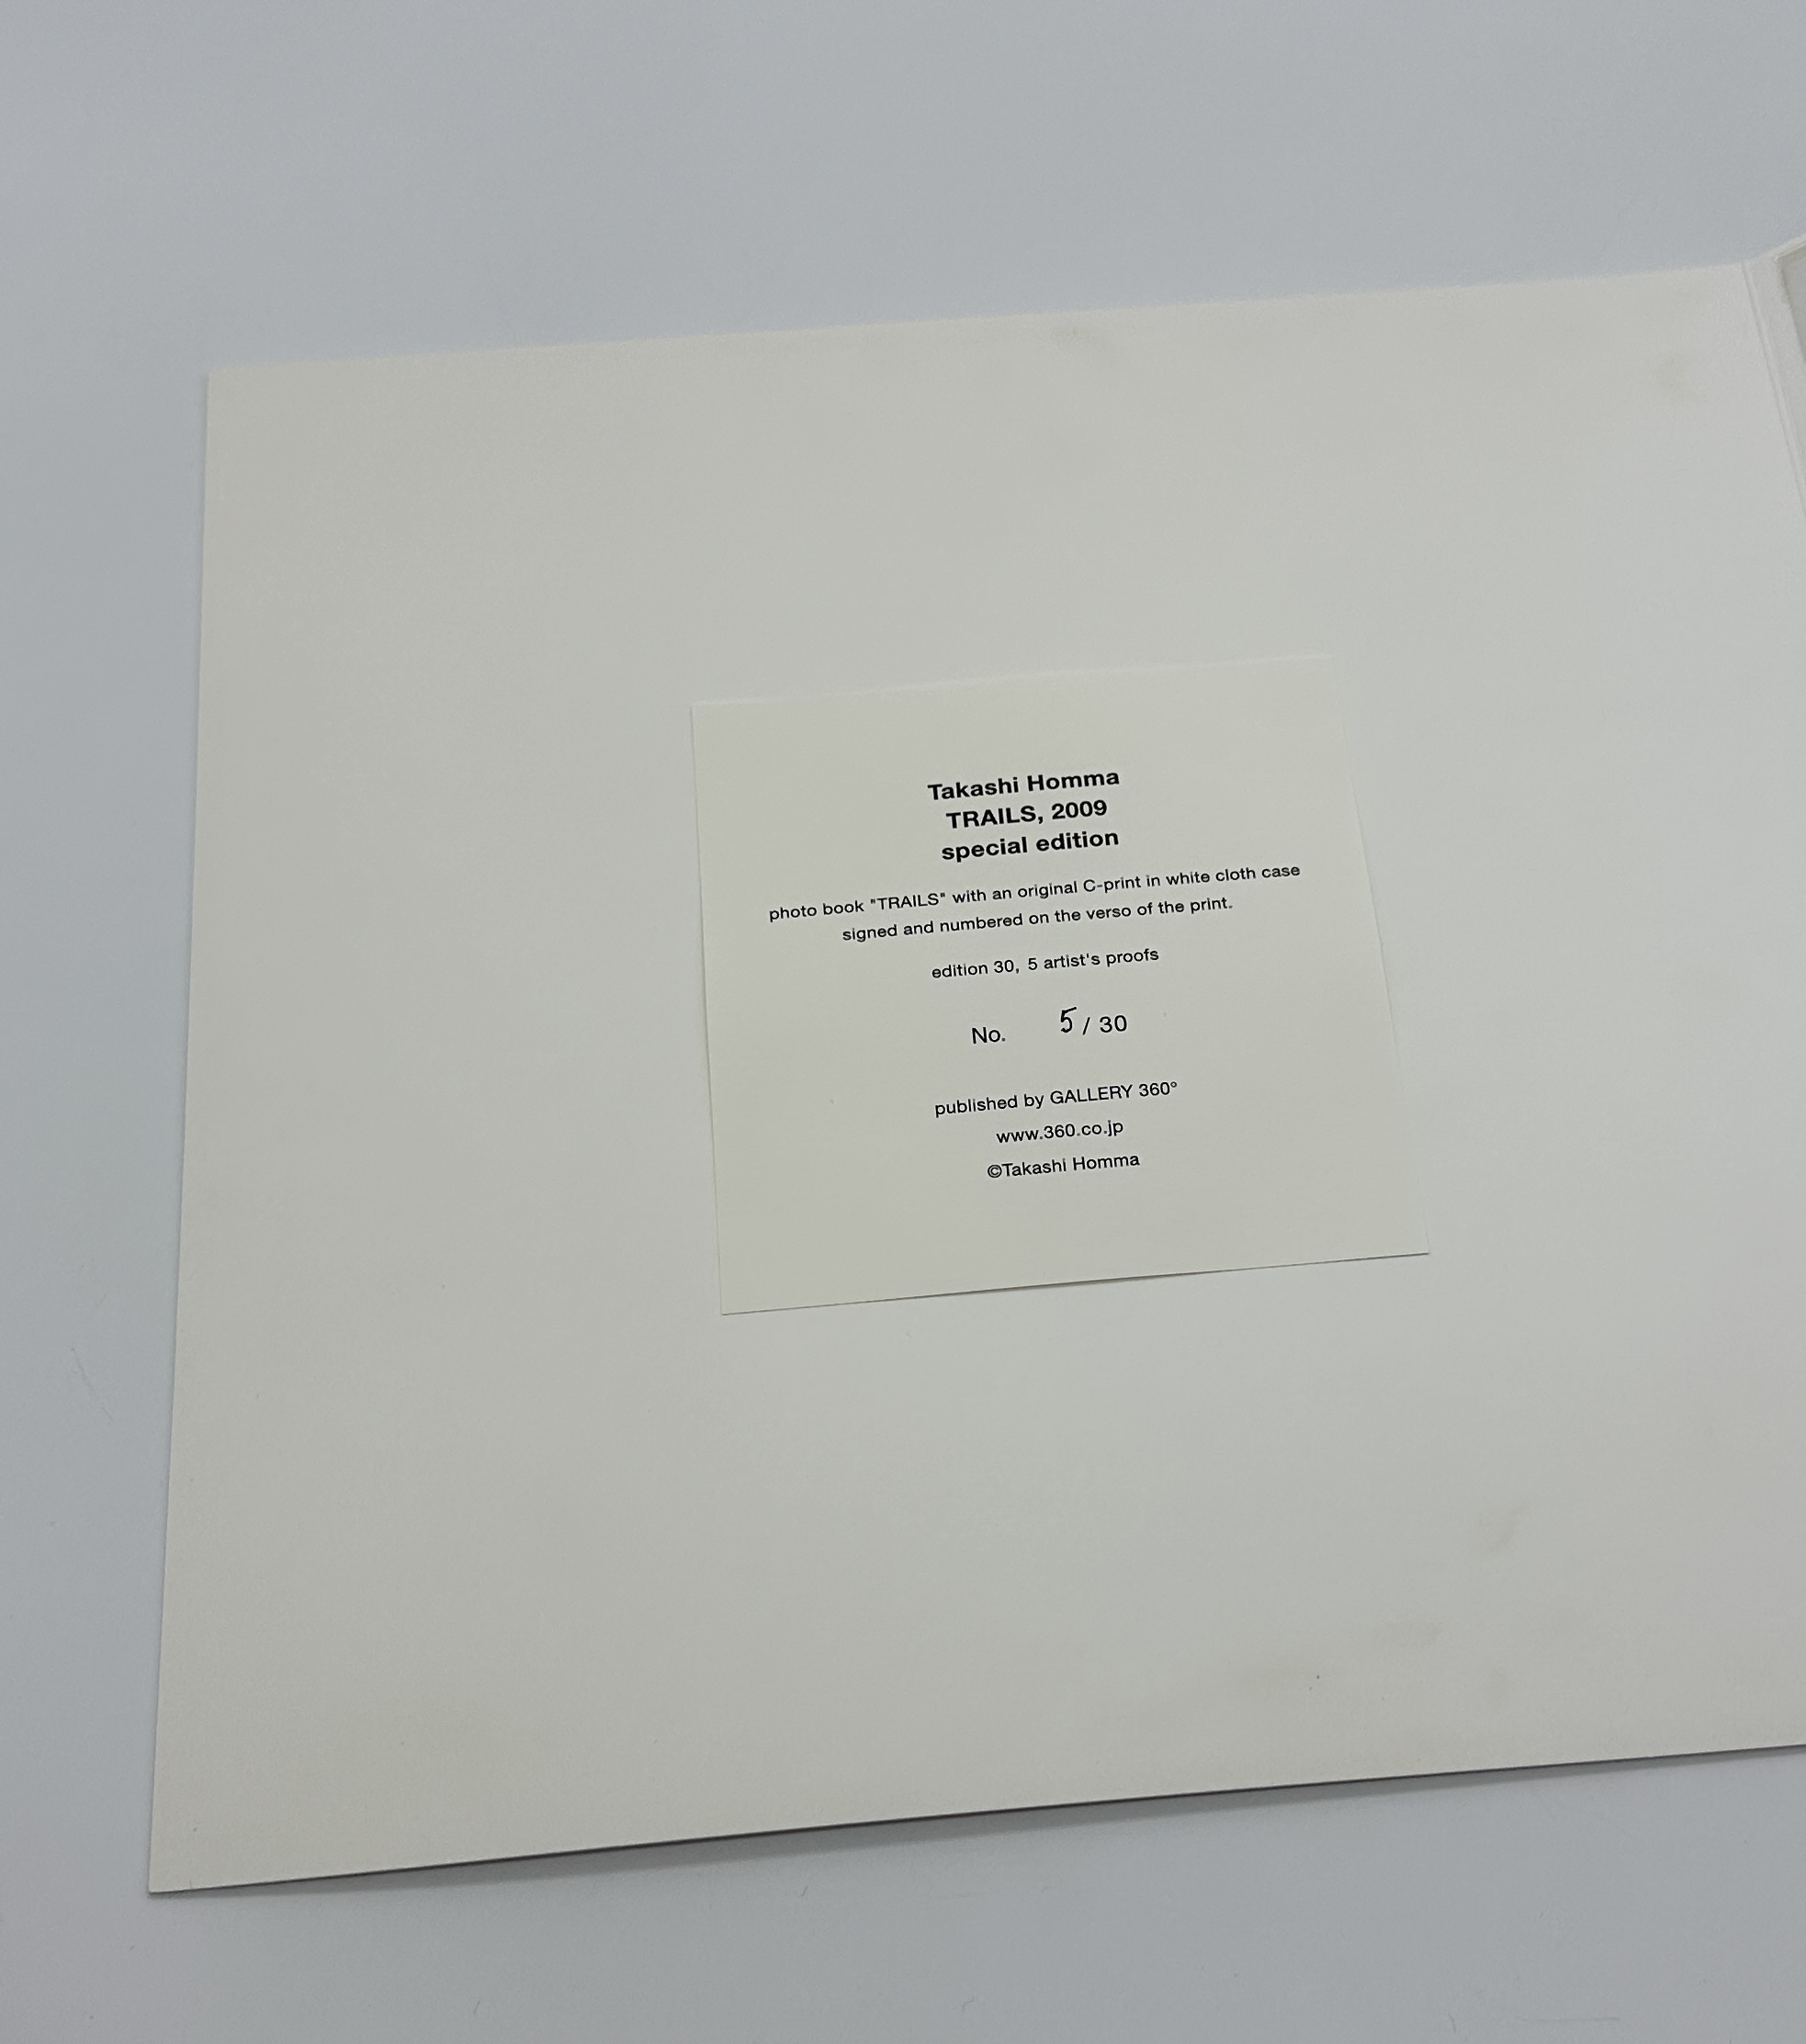 Takashi Homma
TRAILS, 2009
special edition
photo book "TRAILS" with an original C-print in white cloth case
signed and numbered on the verso of the print.
edition 30, 5 artist's proofs
No. 5 / 30
published by GALLERY 360°
www.360.co.jp
©Takashi Homma